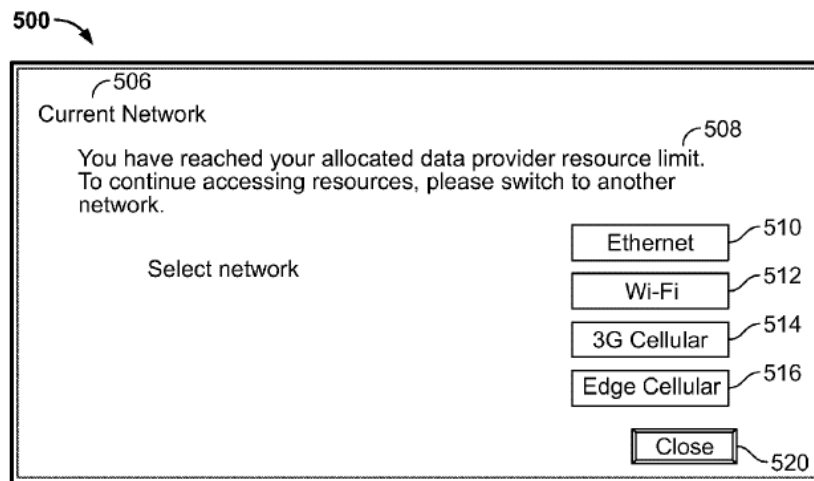 500
506
Current Network
508
You have reached your allocated data provider resource limit.
To continue accessing resources, please switch to another
network.
Select network
Ethernet
510
Wi-Fi
512
3G Cellular
514
Edge Cellular
516
Close
520